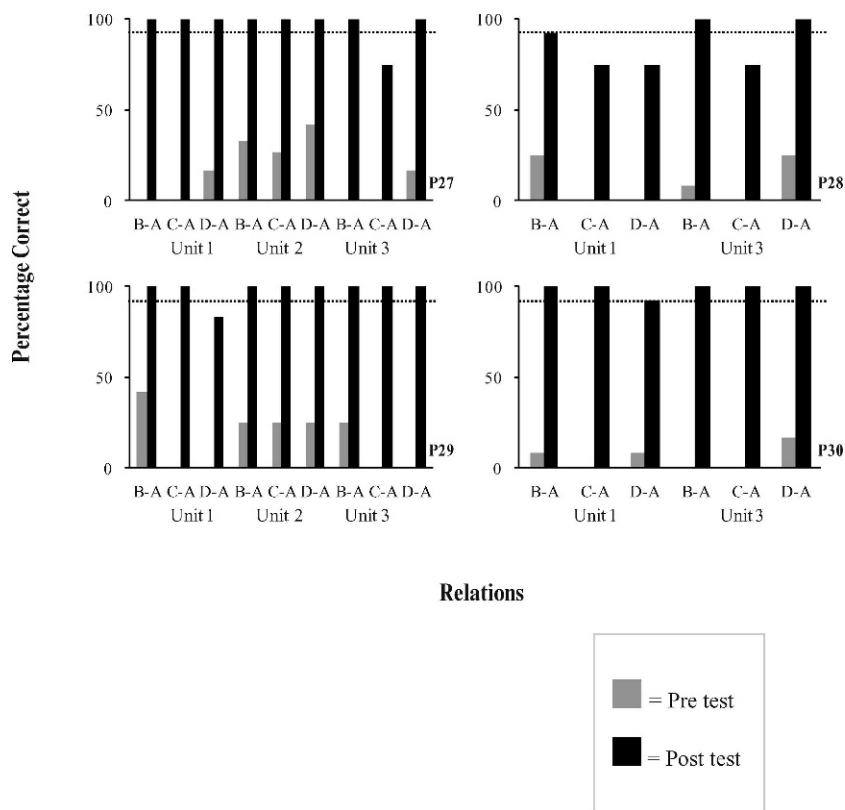 Percentage Correct
100
50
0
P27
B-A C-A D-A B-A C-A D-A B-A C-A D-A
Unit 1 Unit 2 Unit 3
100
50
0
P28
B-A C-A D-A B-A C-A D-A
Unit 1 Unit 3
100
50
0
P29
B-A C-A D-A B-A C-A D-A B-A C-A D-A
Unit 1 Unit 2 Unit 3
100
50
0
P30
B-A C-A D-A B-A C-A D-A
Unit 1 Unit 3
Relations
= Pre test
= Post test